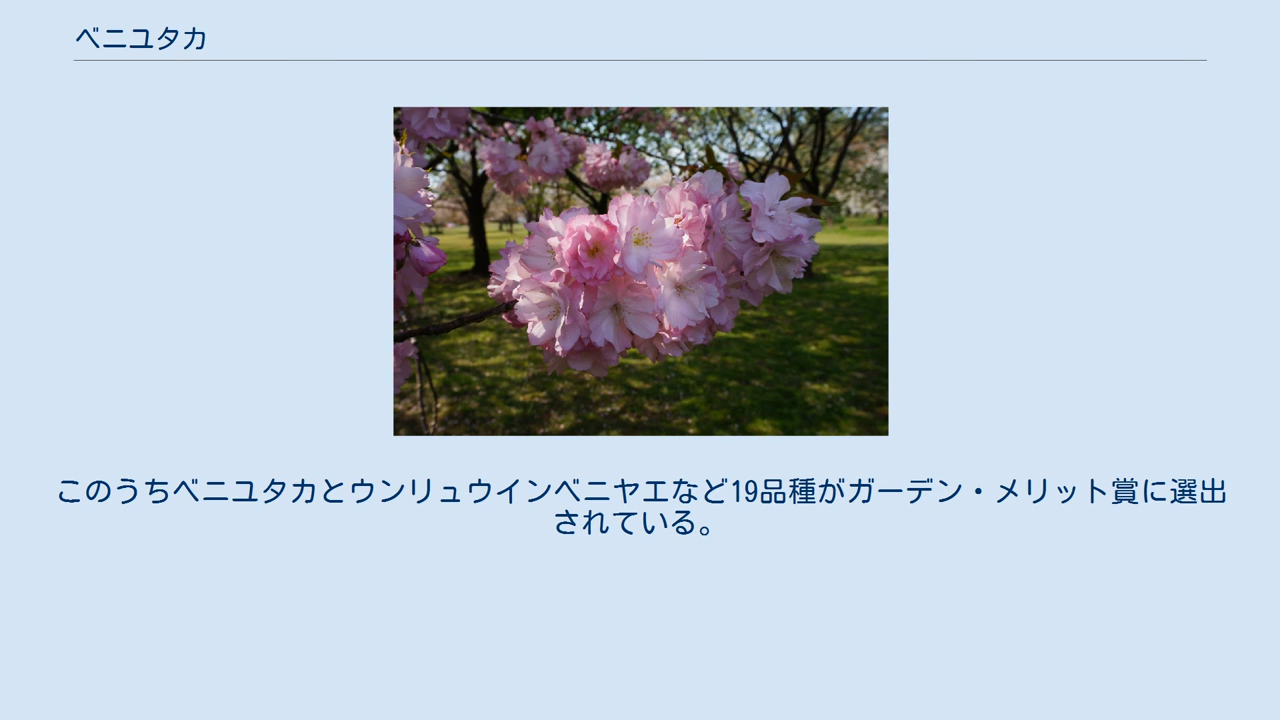 ベニユタカ
このうちベニユタカとウンリュウインベニヤエなど19品種がガーデン・メリット賞に選出
されている。